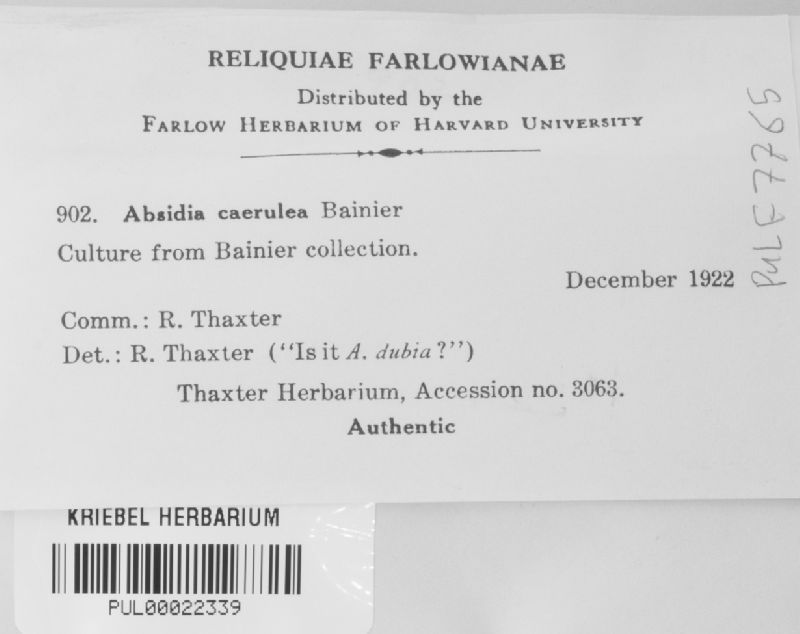 RELIQUIAE FARLOWIANAE
Distributed by the
FARLOW HERBARIUM OF HARVARD UNIVERSITY
902. Absidia caerulea Bainier
Culture from Bainier collection.
December 1922
Comm.: R. Thaxter
Det.: R. Thaxter (“Is it A. dubia?”)
Thaxter Herbarium, Accession no. 3063.
Authentic
PUL F7765
KRIEBEL HERBARIUM
PUL00022339